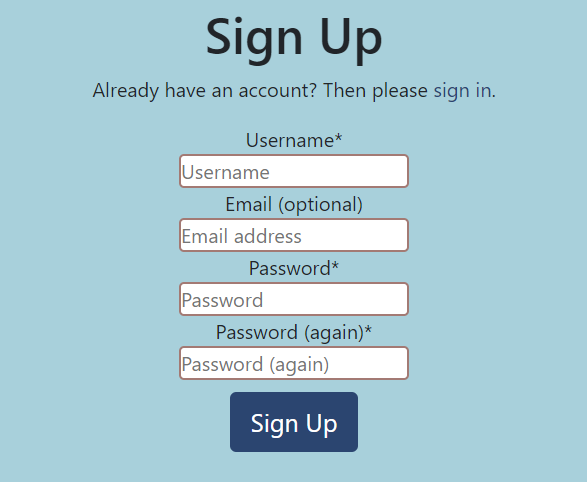 Sign Up
Already have an account? Then please sign in.
Username*
Username
Email (optional)
Email address
Password*
Password
Password (again)*
Password (again)
Sign Up